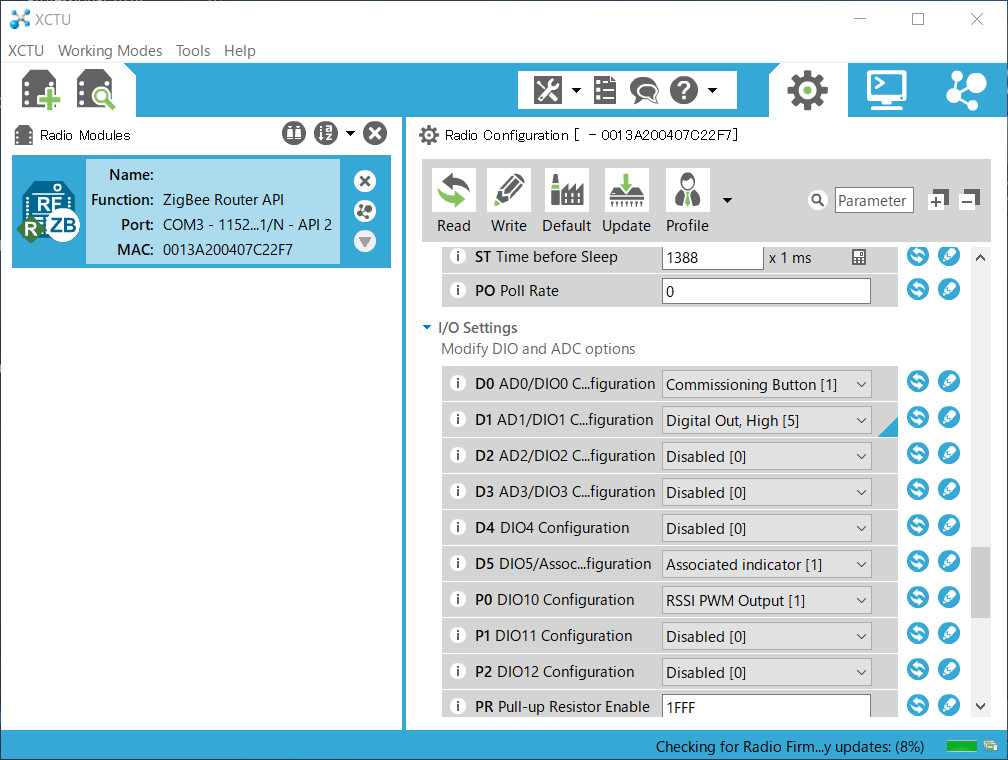 XCTU
XCTU Working Modes Tools Help
Radio Modules
Name:
Function: ZigBee Router API
Port: COM3 - 1152...1/N - API 2
MAC: 0013A200407C22F7
RF
R ZB
Radio Configuration [ - 0013A200407C22F7]
Read Write Default Update Profile
Parameter
ST Time before Sleep 1388 x 1 ms
PO Poll Rate 0
I/O Settings
Modify DIO and ADC options
D0 AD0/DIO0 C...figuration Commissioning Button [1]
D1 AD1/DIO1 C...figuration Digital Out, High [5]
D2 AD2/DIO2 C...figuration Disabled [0]
D3 AD3/DIO3 C...figuration Disabled [0]
D4 DIO4 Configuration Disabled [0]
D5 DIO5/Assoc...figuration Associated indicator [1]
P0 DIO10 Configuration RSSI PWM Output [1]
P1 DIO11 Configuration Disabled [0]
P2 DIO12 Configuration Disabled [0]
PR Pull-up Resistor Enable 1FFF
Checking for Radio Firm...y updates: (8%)